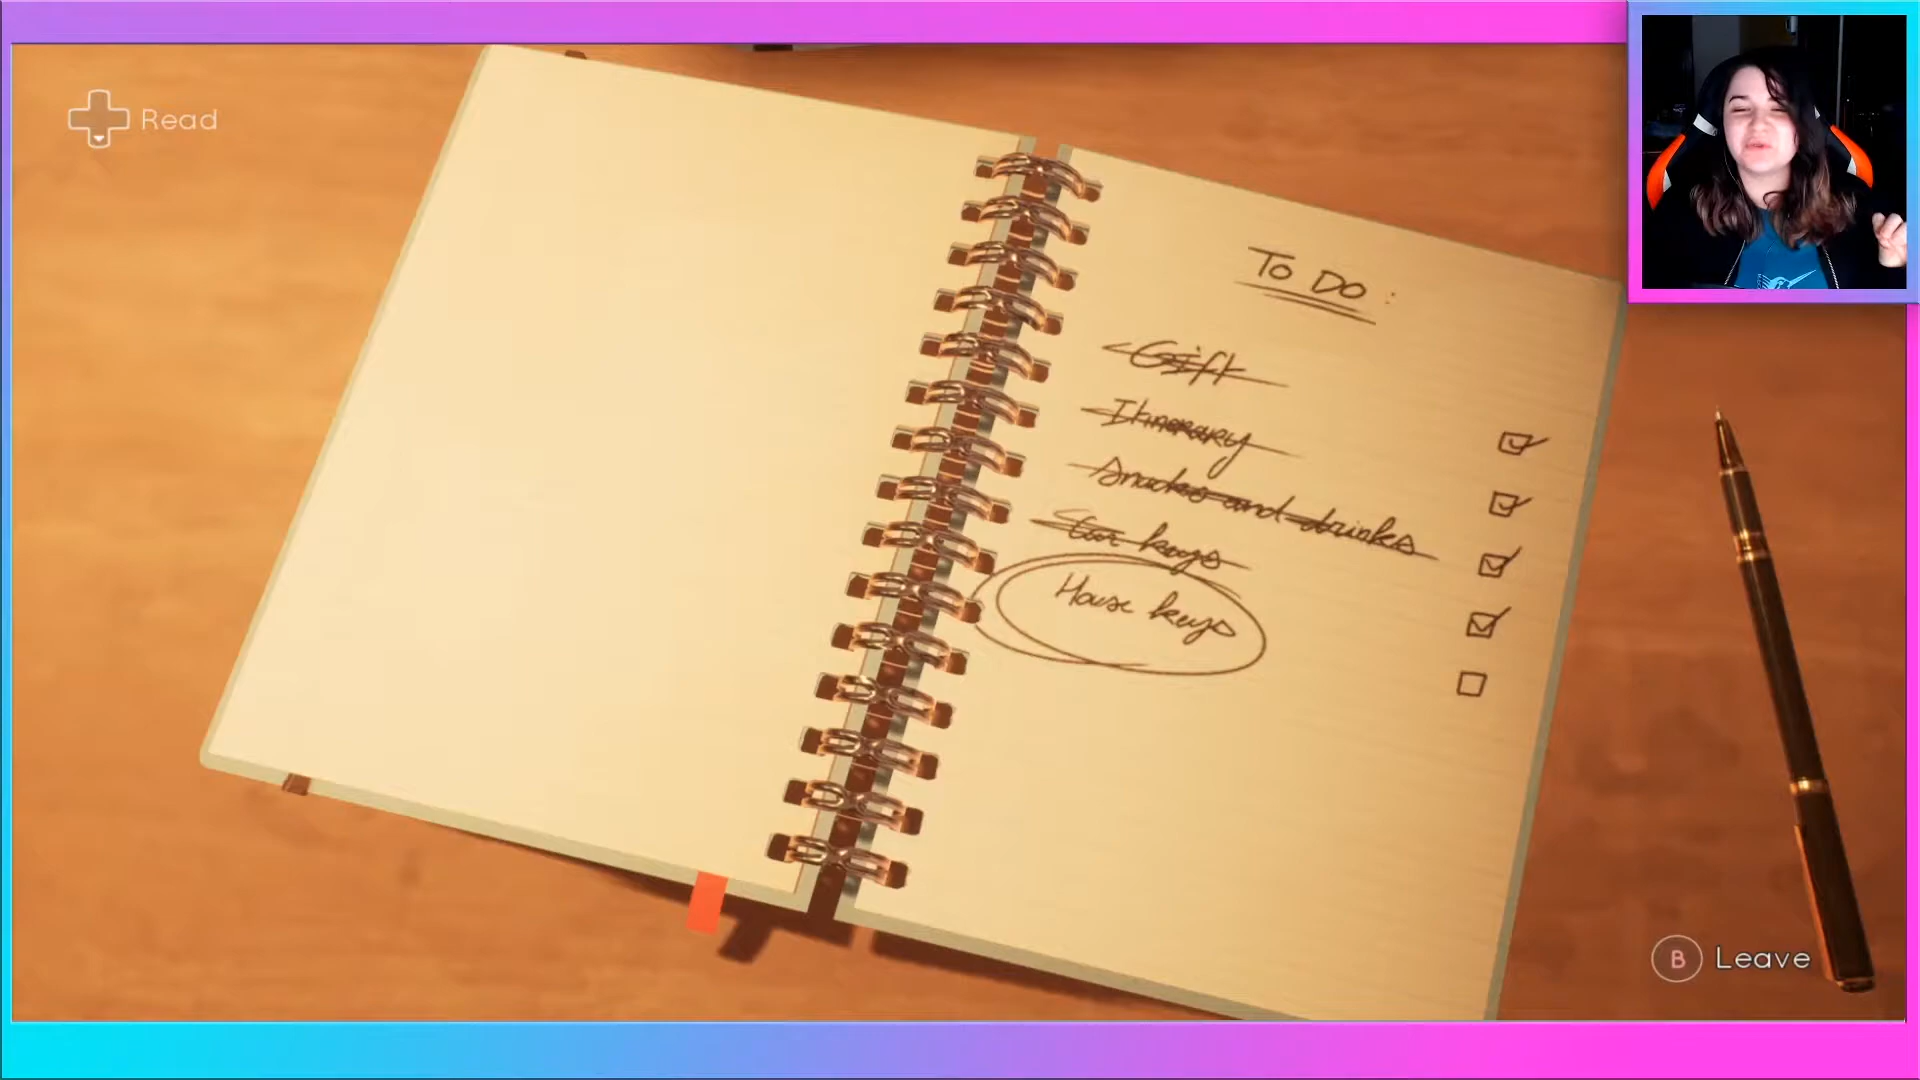 Read
To Do :
Gift
Itinerary
Snacks and drinks
Car keys
House keys
B Leave